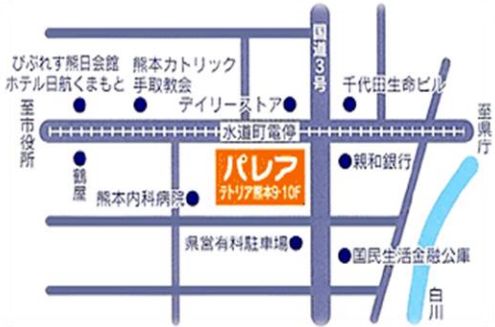 国道3号
びぷれす熊日会館
ホテル日航くまもと
熊本カトリック
手取教会
デイリーストア
千代田生命ビル
至市役所
水道町電停
至県庁
鶴屋
パレア
テトリア熊本9・10F
親和銀行
熊本内科病院
県営有料駐車場
国民生活金融公庫
白川